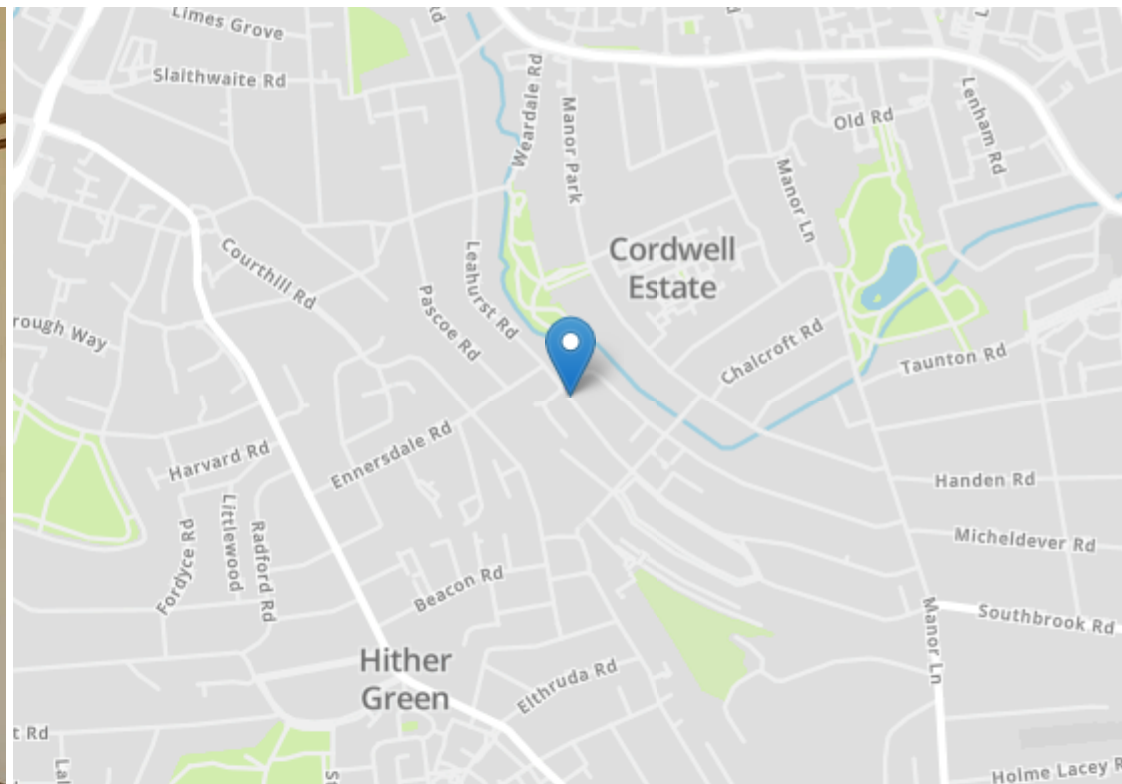 Limes Grove
Rd
Slaithwaite Rd
Weardale Rd
Manor Park
Old Rd
Lenham Rd
Manor Ln
Courthill Rd
Leahurst Rd
Pascoe Rd
Cordwell
Estate
rough Way
Chalcroft Rd
Taunton Rd
Harvard Rd
Ennersdale Rd
Handen Rd
Littlewood
Fordyce Rd
Radford Rd
Micheldever Rd
Beacon Rd
Manor Ln
Southbrook Rd
Hither
Green
Elthruda Rd
t Rd
Holme Lacey R